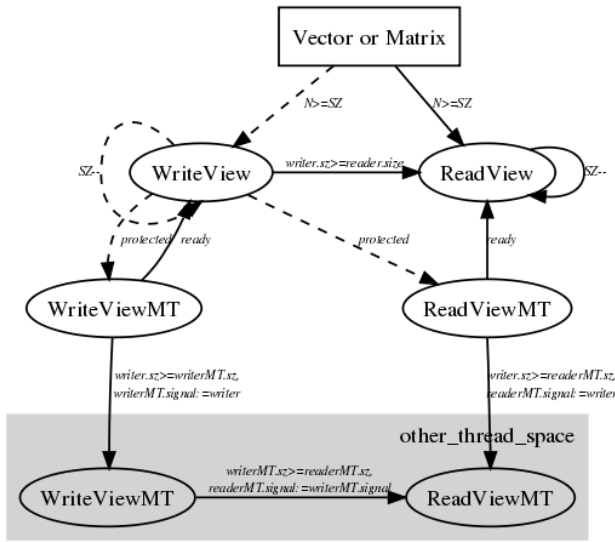 Vector or Matrix
N>=SZ
N>=SZ
SZ--
WriteView
writer.sz>=reader.size
ReadView
SZ--
protected
ready
protected
ready
WriteViewMT
ReadViewMT
writer.sz>=writerMT.sz,
writerMT.signal:=writer
writer.sz>=readerMT.sz,
readerMT.signal:=writer
other_thread_space
WriteViewMT
writerMT.sz>=readerMT.sz,
readerMT.signal:=writerMT.signal
ReadViewMT